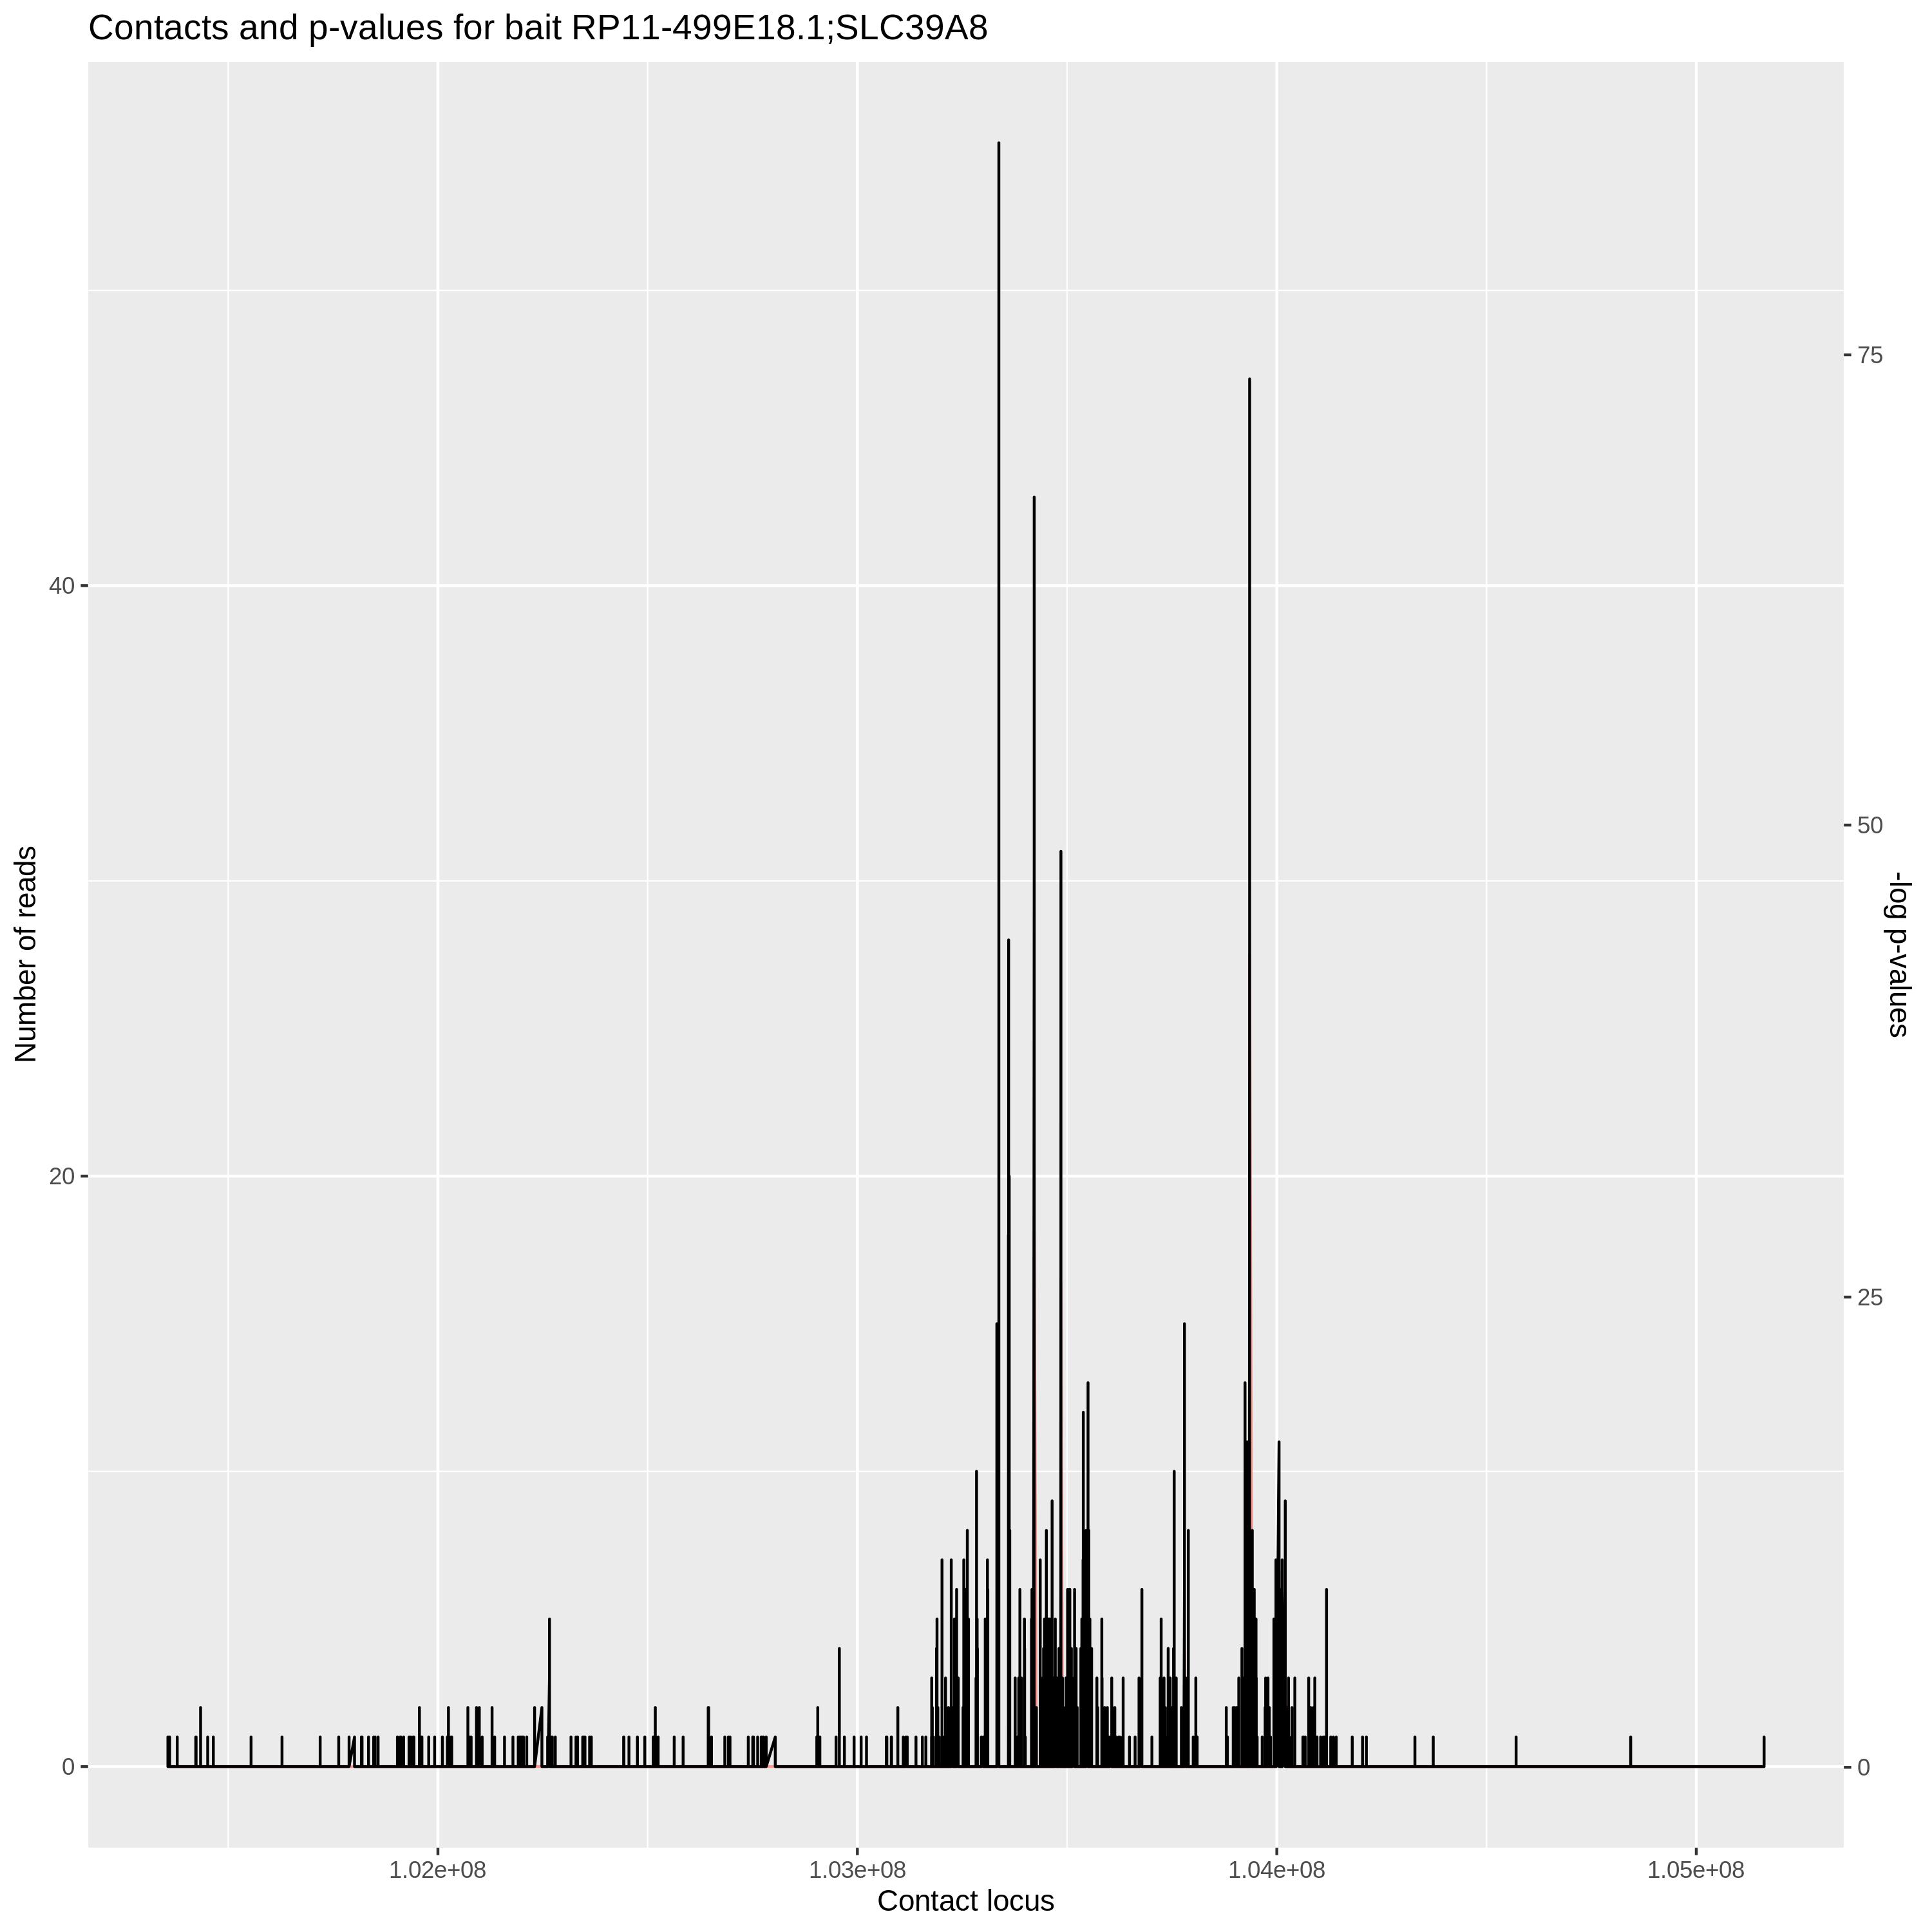 Contacts and p-values for bait RP11-499E18.1;SLC39A8
Number of reads
40
20
0
75
50
25
0
-log p-values
1.02e+08
1.03e+08
1.04e+08
1.05e+08
Contact locus